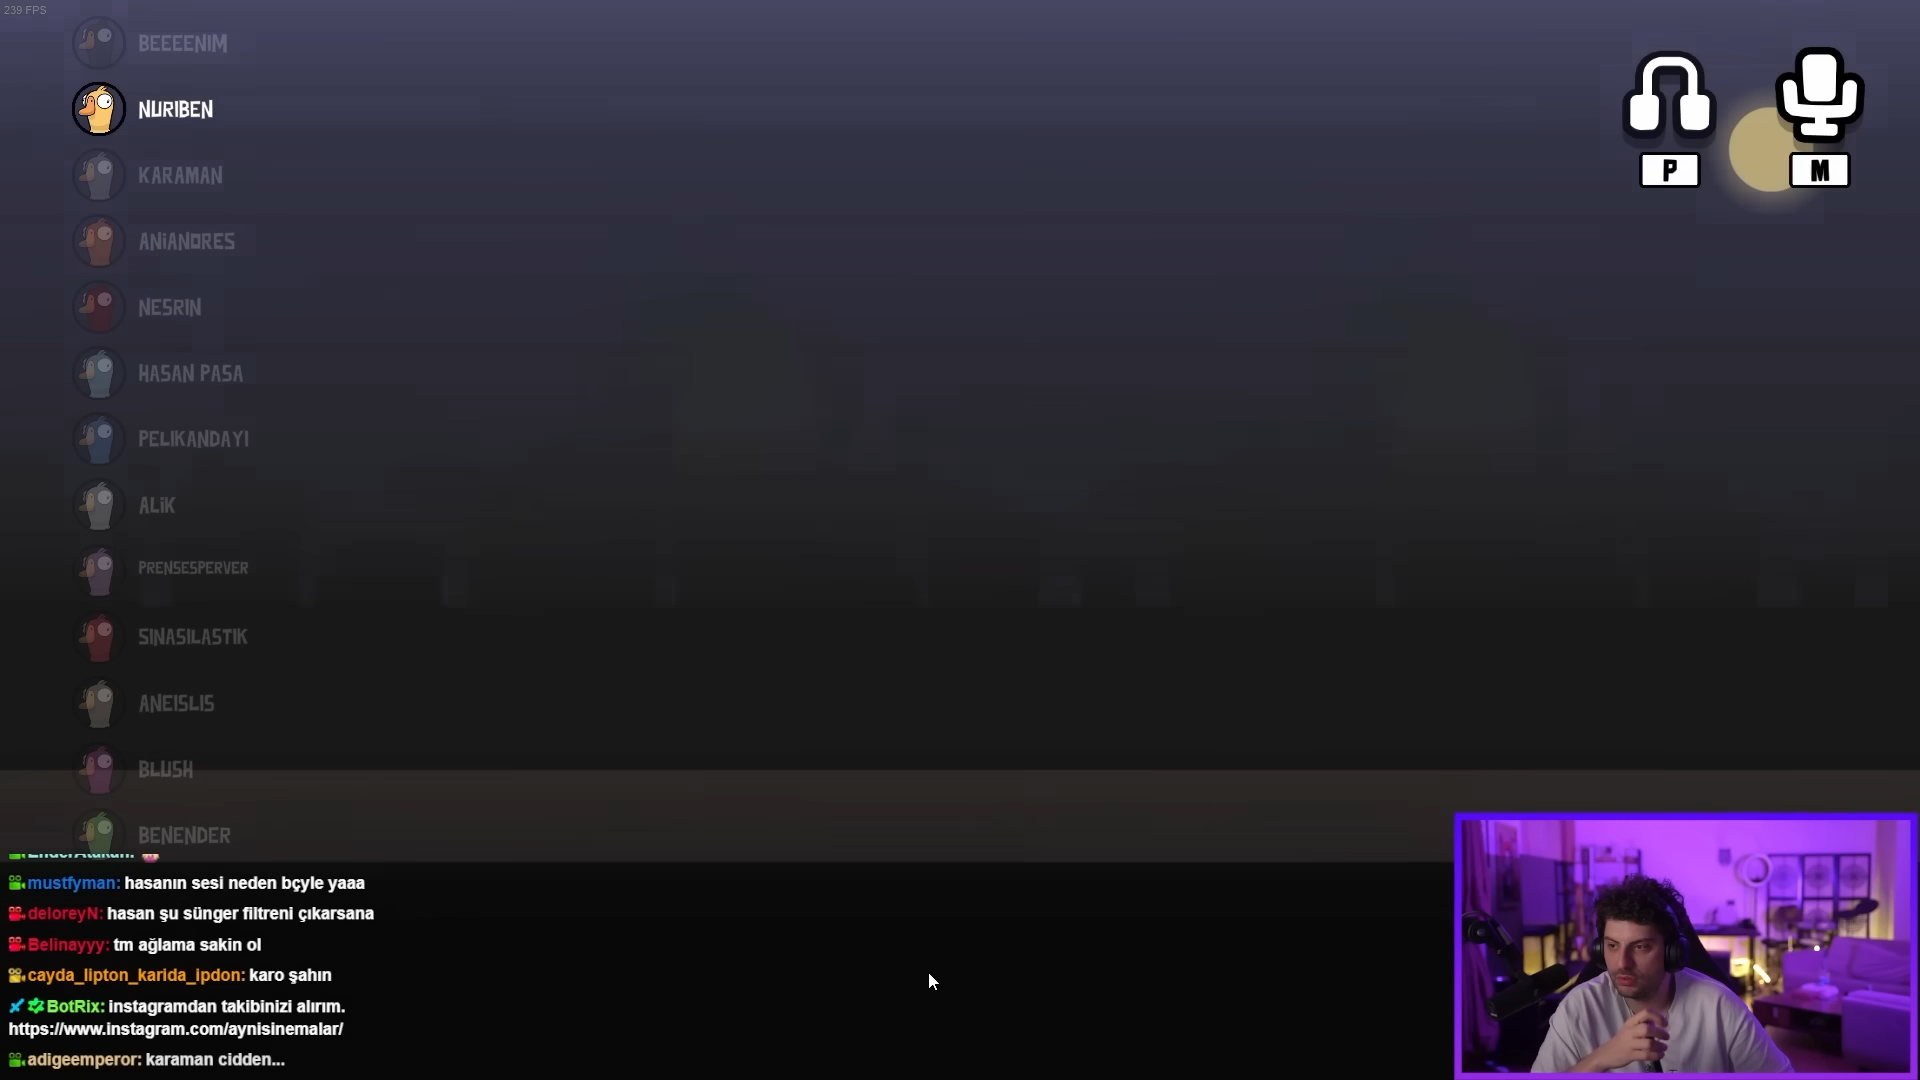 239 FPS
BEEEENIM
NURIBEN
KARAMAN
ANiANDRES
NESRIN
HASAN PASA
PELIKANDAYI
ALiK
PRENSESPERVER
SINASILASTIK
ANEISLIS
BLUSH
BENENDER
P
M
EnderAtakan:
mustfyman: hasanın sesi neden bçyle yaaa
deloreyN: hasan şu sünger filtreni çıkarsana
Belinayyy: tm ağlama sakin ol
cayda_lipton_karida_ipdon: karo şahın
BotRix: instagramdan takibinizi alırım.
https://www.instagram.com/aynisinemalar/
adigeemperor: karaman cidden...